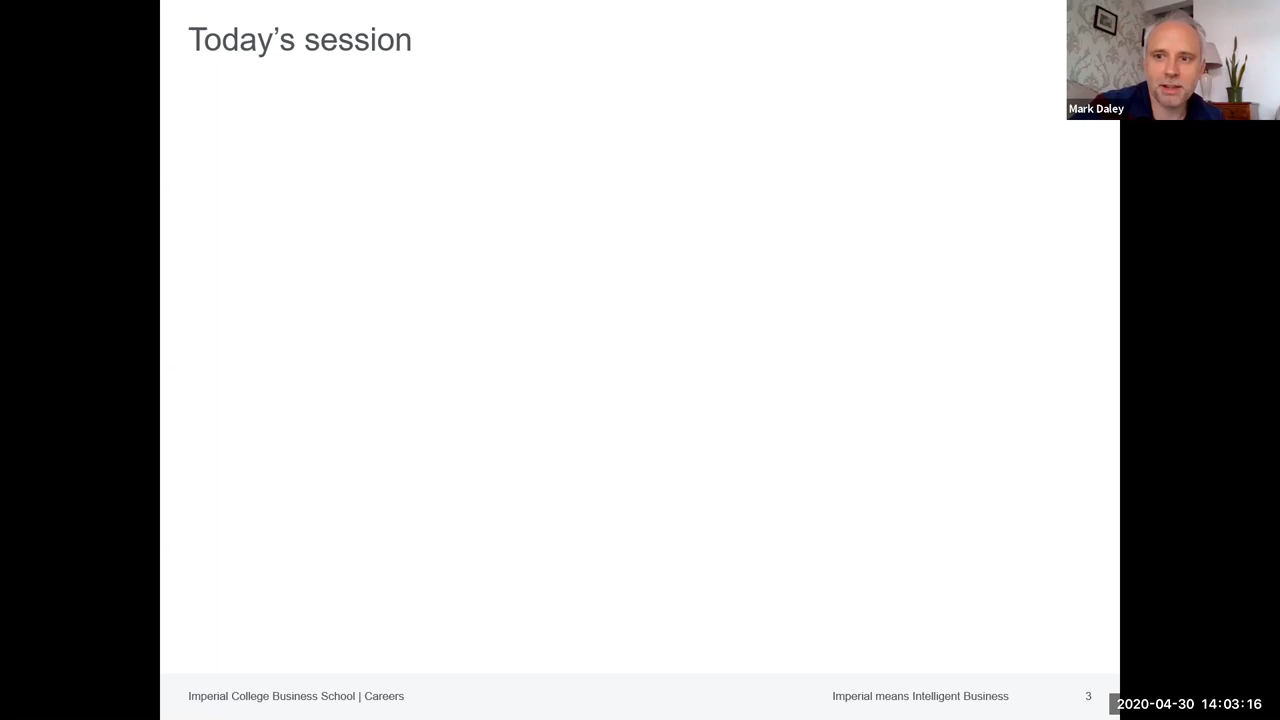 Today’s session
Mark Daley
Imperial College Business School | Careers
Imperial means Intelligent Business
3
2020-04-30 14:03:16